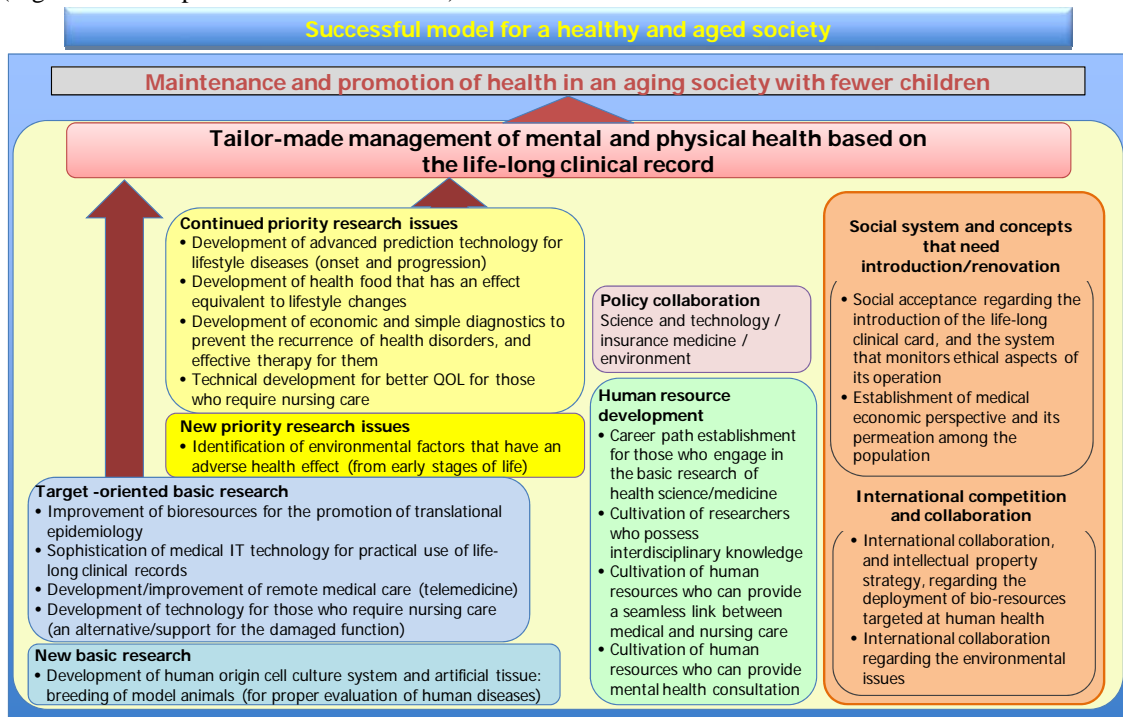 Successful model for a healthy and aged society
Maintenance and promotion of health in an aging society with fewer children
Tailor-made management of mental and physical health based on
the life-long clinical record
Continued priority research issues
• Development of advanced prediction technology for
lifestyle diseases (onset and progression)
• Development of health food that has an effect
equivalent to lifestyle changes
• Development of economic and simple diagnostics to
prevent the recurrence of health disorders, and
effective therapy for them
• Technical development for better QOL for those
who require nursing care
New priority research issues
• Identification of environmental factors that have an
adverse health effect (from early stages of life)
Target -oriented basic research
• Improvement of bioresources for the promotion of translational
epidemiology
• Sophistication of medical IT technology for practical use of life-
long clinical records
• Development/improvement of remote medical care (telemedicine)
• Development of technology for those who require nursing care
(an alternative/support for the damaged function)
New basic research
• Development of human origin cell culture system and artificial tissue:
breeding of model animals (for proper evaluation of human diseases)
Policy collaboration
Science and technology /
insurance medicine /
environment
Human resource
development
• Career path establishment
for those who engage in
the basic research of
health science/medicine
• Cultivation of researchers
who possess
interdisciplinary knowledge
• Cultivation of human
resources who can provide
a seamless link between
medical and nursing care
• Cultivation of human
resources who can provide
mental health consultation
Social system and concepts
that need
introduction/renovation
• Social acceptance regarding the
introduction of the life-long
clinical card, and the system
that monitors ethical aspects of
its operation
• Establishment of medical
economic perspective and its
permeation among the
population
International competition
and collaboration
• International collaboration,
and intellectual property
strategy, regarding the
deployment of bio-resources
targeted at human health
• International collaboration
regarding the environmental
issues